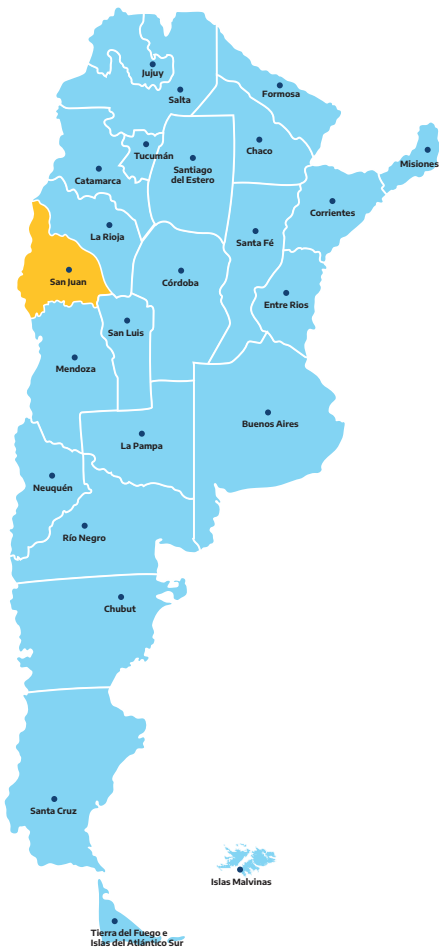 Jujuy
Salta
Formosa
Tucumán
Chaco
Santiago
del Estero
Misiones
Catamarca
Corrientes
La Rioja
Santa Fé
San Juan
Córdoba
Entre Rios
San Luis
Mendoza
Buenos Aires
La Pampa
Neuquén
Río Negro
Chubut
Santa Cruz
Islas Malvinas
Tierra del Fuego e
Islas del Atlántico Sur